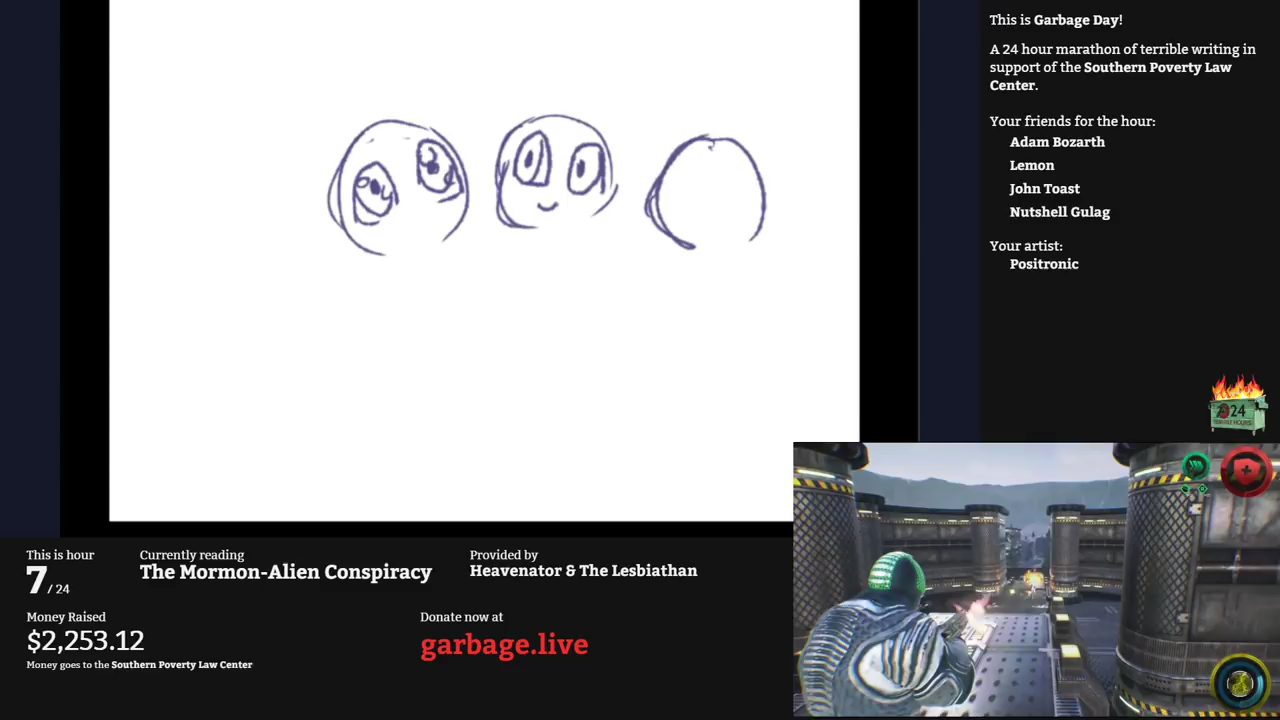 This is Garbage Day!
A 24 hour marathon of terrible writing in
support of the Southern Poverty Law
Center.
Your friends for the hour:
Adam Bozarth
Lemon
John Toast
Nutshell Gulag
Your artist:
Positronic
This is hour
7 / 24
Currently reading
The Mormon-Alien Conspiracy
Provided by
Heavenator & The Lesbiathan
Money Raised
$2,253.12
Money goes to the Southern Poverty Law Center
Donate now at
garbage.live